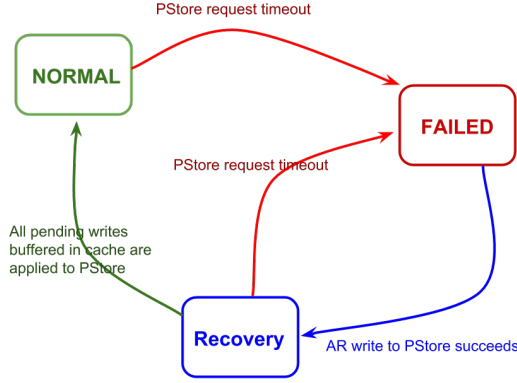 PStore request timeout
NORMAL
FAILED
PStore request timeout
All pending writes
buffered in cache are
applied to PStore
Recovery
AR write to PStore succeeds